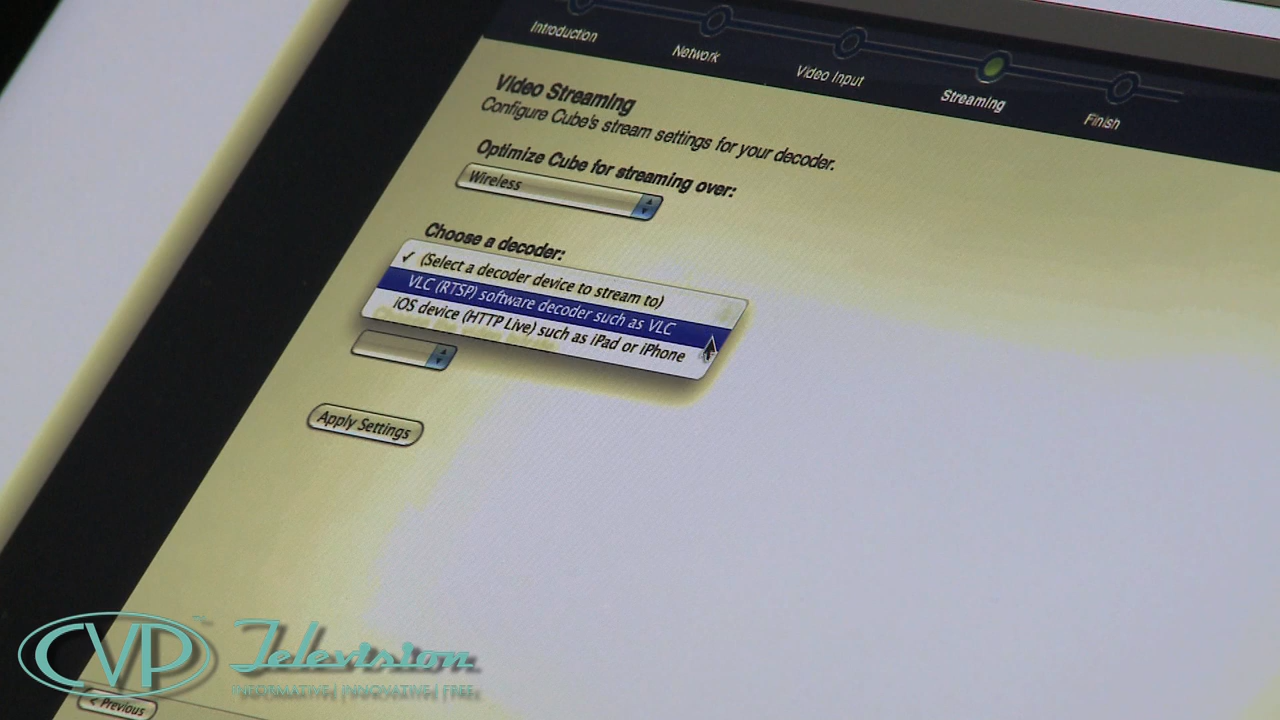 Introduction
Network
Video Input
Streaming
Finish
Video Streaming
Configure Cube's stream settings for your decoder.
Optimize Cube for streaming over:
Wireless
Choose a decoder:
✓ (Select a decoder device to stream to)
VLC (RTSP) software decoder such as VLC
iOS device (HTTP Live) such as iPad or iPhone
Apply Settings
CVP™ Television
INFORMATIVE | INNOVATIVE | FREE
< Previous